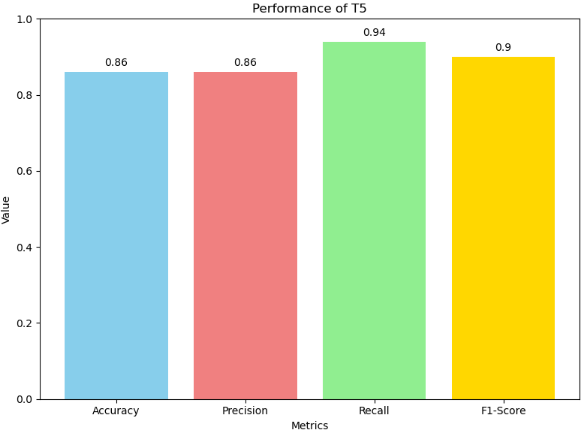 Performance of T5
1.0
0.8
0.6
0.4
0.2
0.0
Value
0.86
0.86
0.94
0.9
Accuracy
Precision
Recall
F1-Score
Metrics